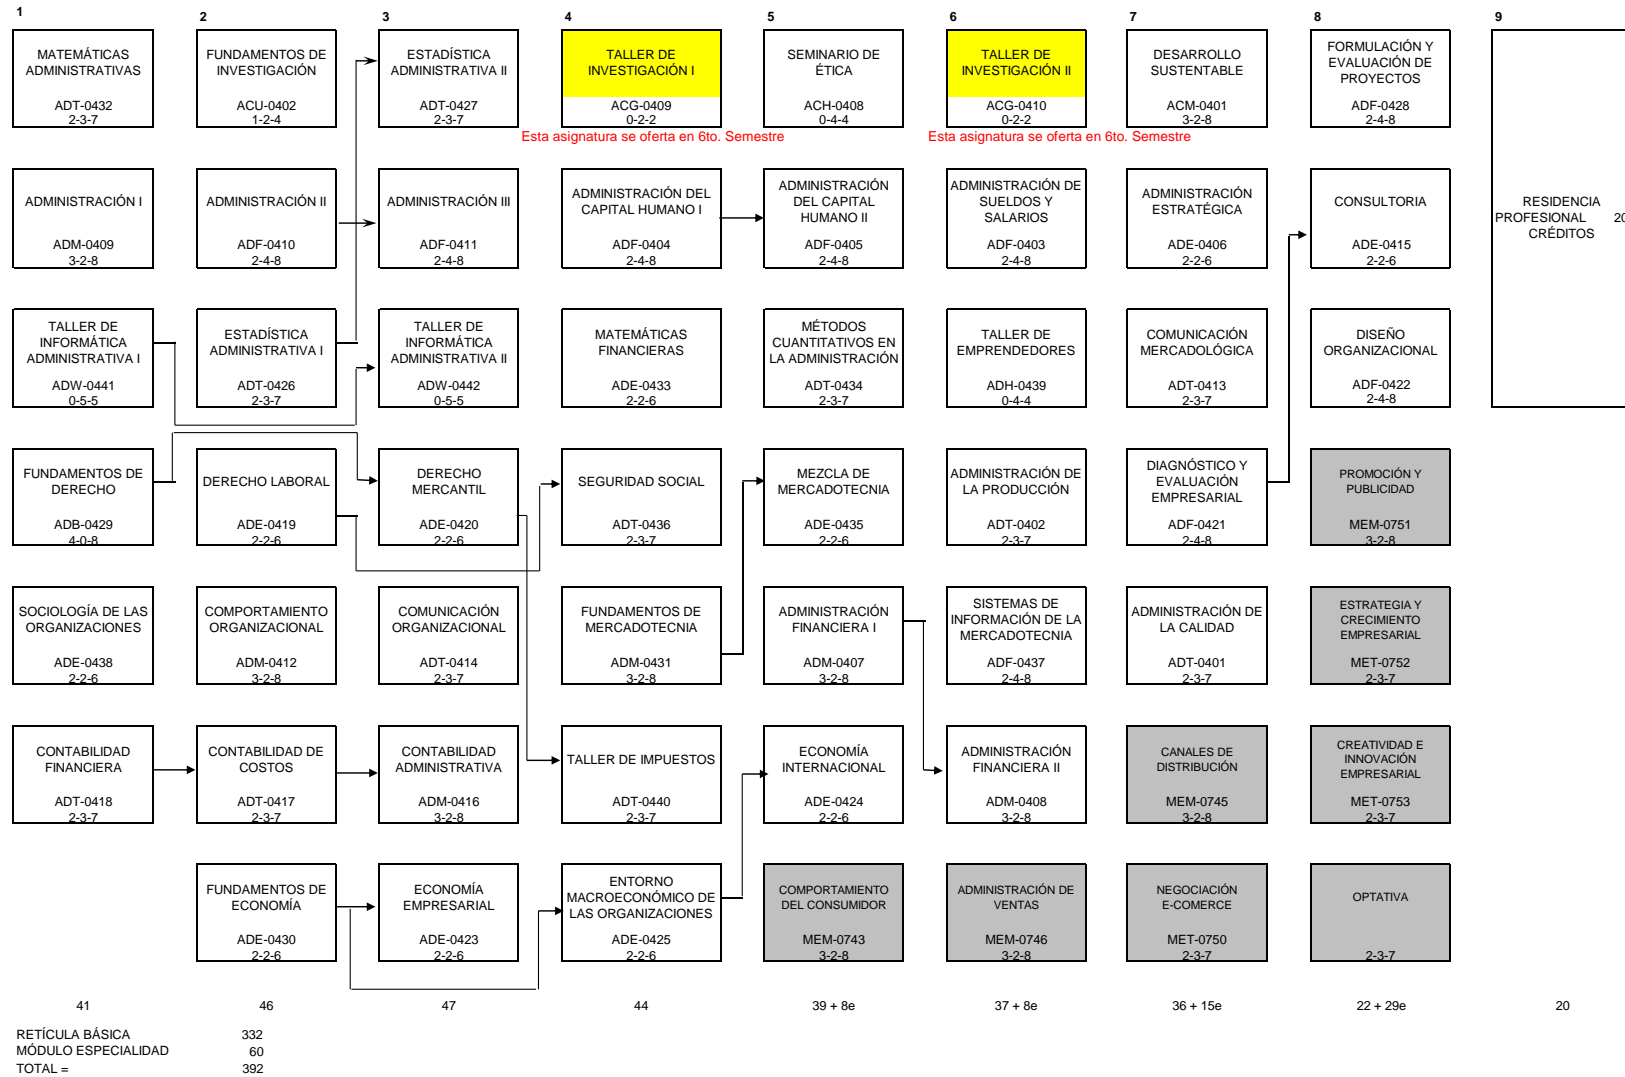 1
2
3
4
5
6
7
8
9
MATEMÁTICAS
ADMINISTRATIVAS
ADT-0432
2-3-7
FUNDAMENTOS DE
INVESTIGACIÓN
ACU-0402
1-2-4
ESTADÍSTICA
ADMINISTRATIVA II
ADT-0427
2-3-7
TALLER DE
INVESTIGACIÓN I
ACG-0409
0-2-2
Esta asignatura se oferta en 6to. Semestre
SEMINARIO DE
ÉTICA
ACH-0408
0-4-4
TALLER DE
INVESTIGACIÓN II
ACG-0410
0-2-2
Esta asignatura se oferta en 6to. Semestre
DESARROLLO
SUSTENTABLE
ACM-0401
3-2-8
FORMULACIÓN Y
EVALUACIÓN DE
PROYECTOS
ADF-0428
2-4-8
ADMINISTRACIÓN I
ADM-0409
3-2-8
ADMINISTRACIÓN II
ADF-0410
2-4-8
ADMINISTRACIÓN III
ADF-0411
2-4-8
ADMINISTRACIÓN DEL
CAPITAL HUMANO I
ADF-0404
2-4-8
ADMINISTRACIÓN
DEL CAPITAL
HUMANO II
ADF-0405
2-4-8
ADMINISTRACIÓN DE
SUELDOS Y
SALARIOS
ADF-0403
2-4-8
ADMINISTRACIÓN
ESTRATÉGICA
ADE-0406
2-2-6
CONSULTORIA
ADE-0415
2-2-6
RESIDENCIA
PROFESIONAL 20
CRÉDITOS
TALLER DE
INFORMÁTICA
ADMINISTRATIVA I
ADW-0441
0-5-5
ESTADÍSTICA
ADMINISTRATIVA I
ADT-0426
2-3-7
TALLER DE
INFORMÁTICA
ADMINISTRATIVA II
ADW-0442
0-5-5
MATEMÁTICAS
FINANCIERAS
ADE-0433
2-2-6
MÉTODOS
CUANTITATIVOS EN
LA ADMINISTRACIÓN
ADT-0434
2-3-7
TALLER DE
EMPRENDEDORES
ADH-0439
0-4-4
COMUNICACIÓN
MERCADOLÓGICA
ADT-0413
2-3-7
DISEÑO
ORGANIZACIONAL
ADF-0422
2-4-8
FUNDAMENTOS DE
DERECHO
ADB-0429
4-0-8
DERECHO LABORAL
ADE-0419
2-2-6
DERECHO
MERCANTIL
ADE-0420
2-2-6
SEGURIDAD SOCIAL
ADT-0436
2-3-7
MEZCLA DE
MERCADOTECNIA
ADE-0435
2-2-6
ADMINISTRACIÓN DE
LA PRODUCCIÓN
ADT-0402
2-3-7
DIAGNÓSTICO Y
EVALUACIÓN
EMPRESARIAL
ADF-0421
2-4-8
PROMOCIÓN Y
PUBLICIDAD
MEM-0751
3-2-8
SOCIOLOGÍA DE LAS
ORGANIZACIONES
ADE-0438
2-2-6
COMPORTAMIENTO
ORGANIZACIONAL
ADM-0412
3-2-8
COMUNICACIÓN
ORGANIZACIONAL
ADT-0414
2-3-7
FUNDAMENTOS DE
MERCADOTECNIA
ADM-0431
3-2-8
ADMINISTRACIÓN
FINANCIERA I
ADM-0407
3-2-8
SISTEMAS DE
INFORMACIÓN DE LA
MERCADOTECNIA
ADF-0437
2-4-8
ADMINISTRACIÓN DE
LA CALIDAD
ADT-0401
2-3-7
ESTRATEGIA Y
CRECIMIENTO
EMPRESARIAL
MET-0752
2-3-7
CONTABILIDAD
FINANCIERA
ADT-0418
2-3-7
CONTABILIDAD DE
COSTOS
ADT-0417
2-3-7
CONTABILIDAD
ADMINISTRATIVA
ADM-0416
3-2-8
TALLER DE IMPUESTOS
ADT-0440
2-3-7
ECONOMÍA
INTERNACIONAL
ADE-0424
2-2-6
ADMINISTRACIÓN
FINANCIERA II
ADM-0408
3-2-8
CANALES DE
DISTRIBUCIÓN
MEM-0745
3-2-8
CREATIVIDAD E
INNOVACIÓN
EMPRESARIAL
MET-0753
2-3-7
FUNDAMENTOS DE
ECONOMÍA
ADE-0430
2-2-6
ECONOMÍA
EMPRESARIAL
ADE-0423
2-2-6
ENTORNO
MACROECONÓMICO DE
LAS ORGANIZACIONES
ADE-0425
2-2-6
COMPORTAMIENTO
DEL CONSUMIDOR
MEM-0743
3-2-8
ADMINISTRACIÓN DE
VENTAS
MEM-0746
3-2-8
NEGOCIACIÓN
E-COMERCE
MET-0750
2-3-7
OPTATIVA
2-3-7
41
46
47
44
39 + 8e
37 + 8e
36 + 15e
22 + 29e
20
RETÍCULA BÁSICA 332
MÓDULO ESPECIALIDAD 60
TOTAL = 392